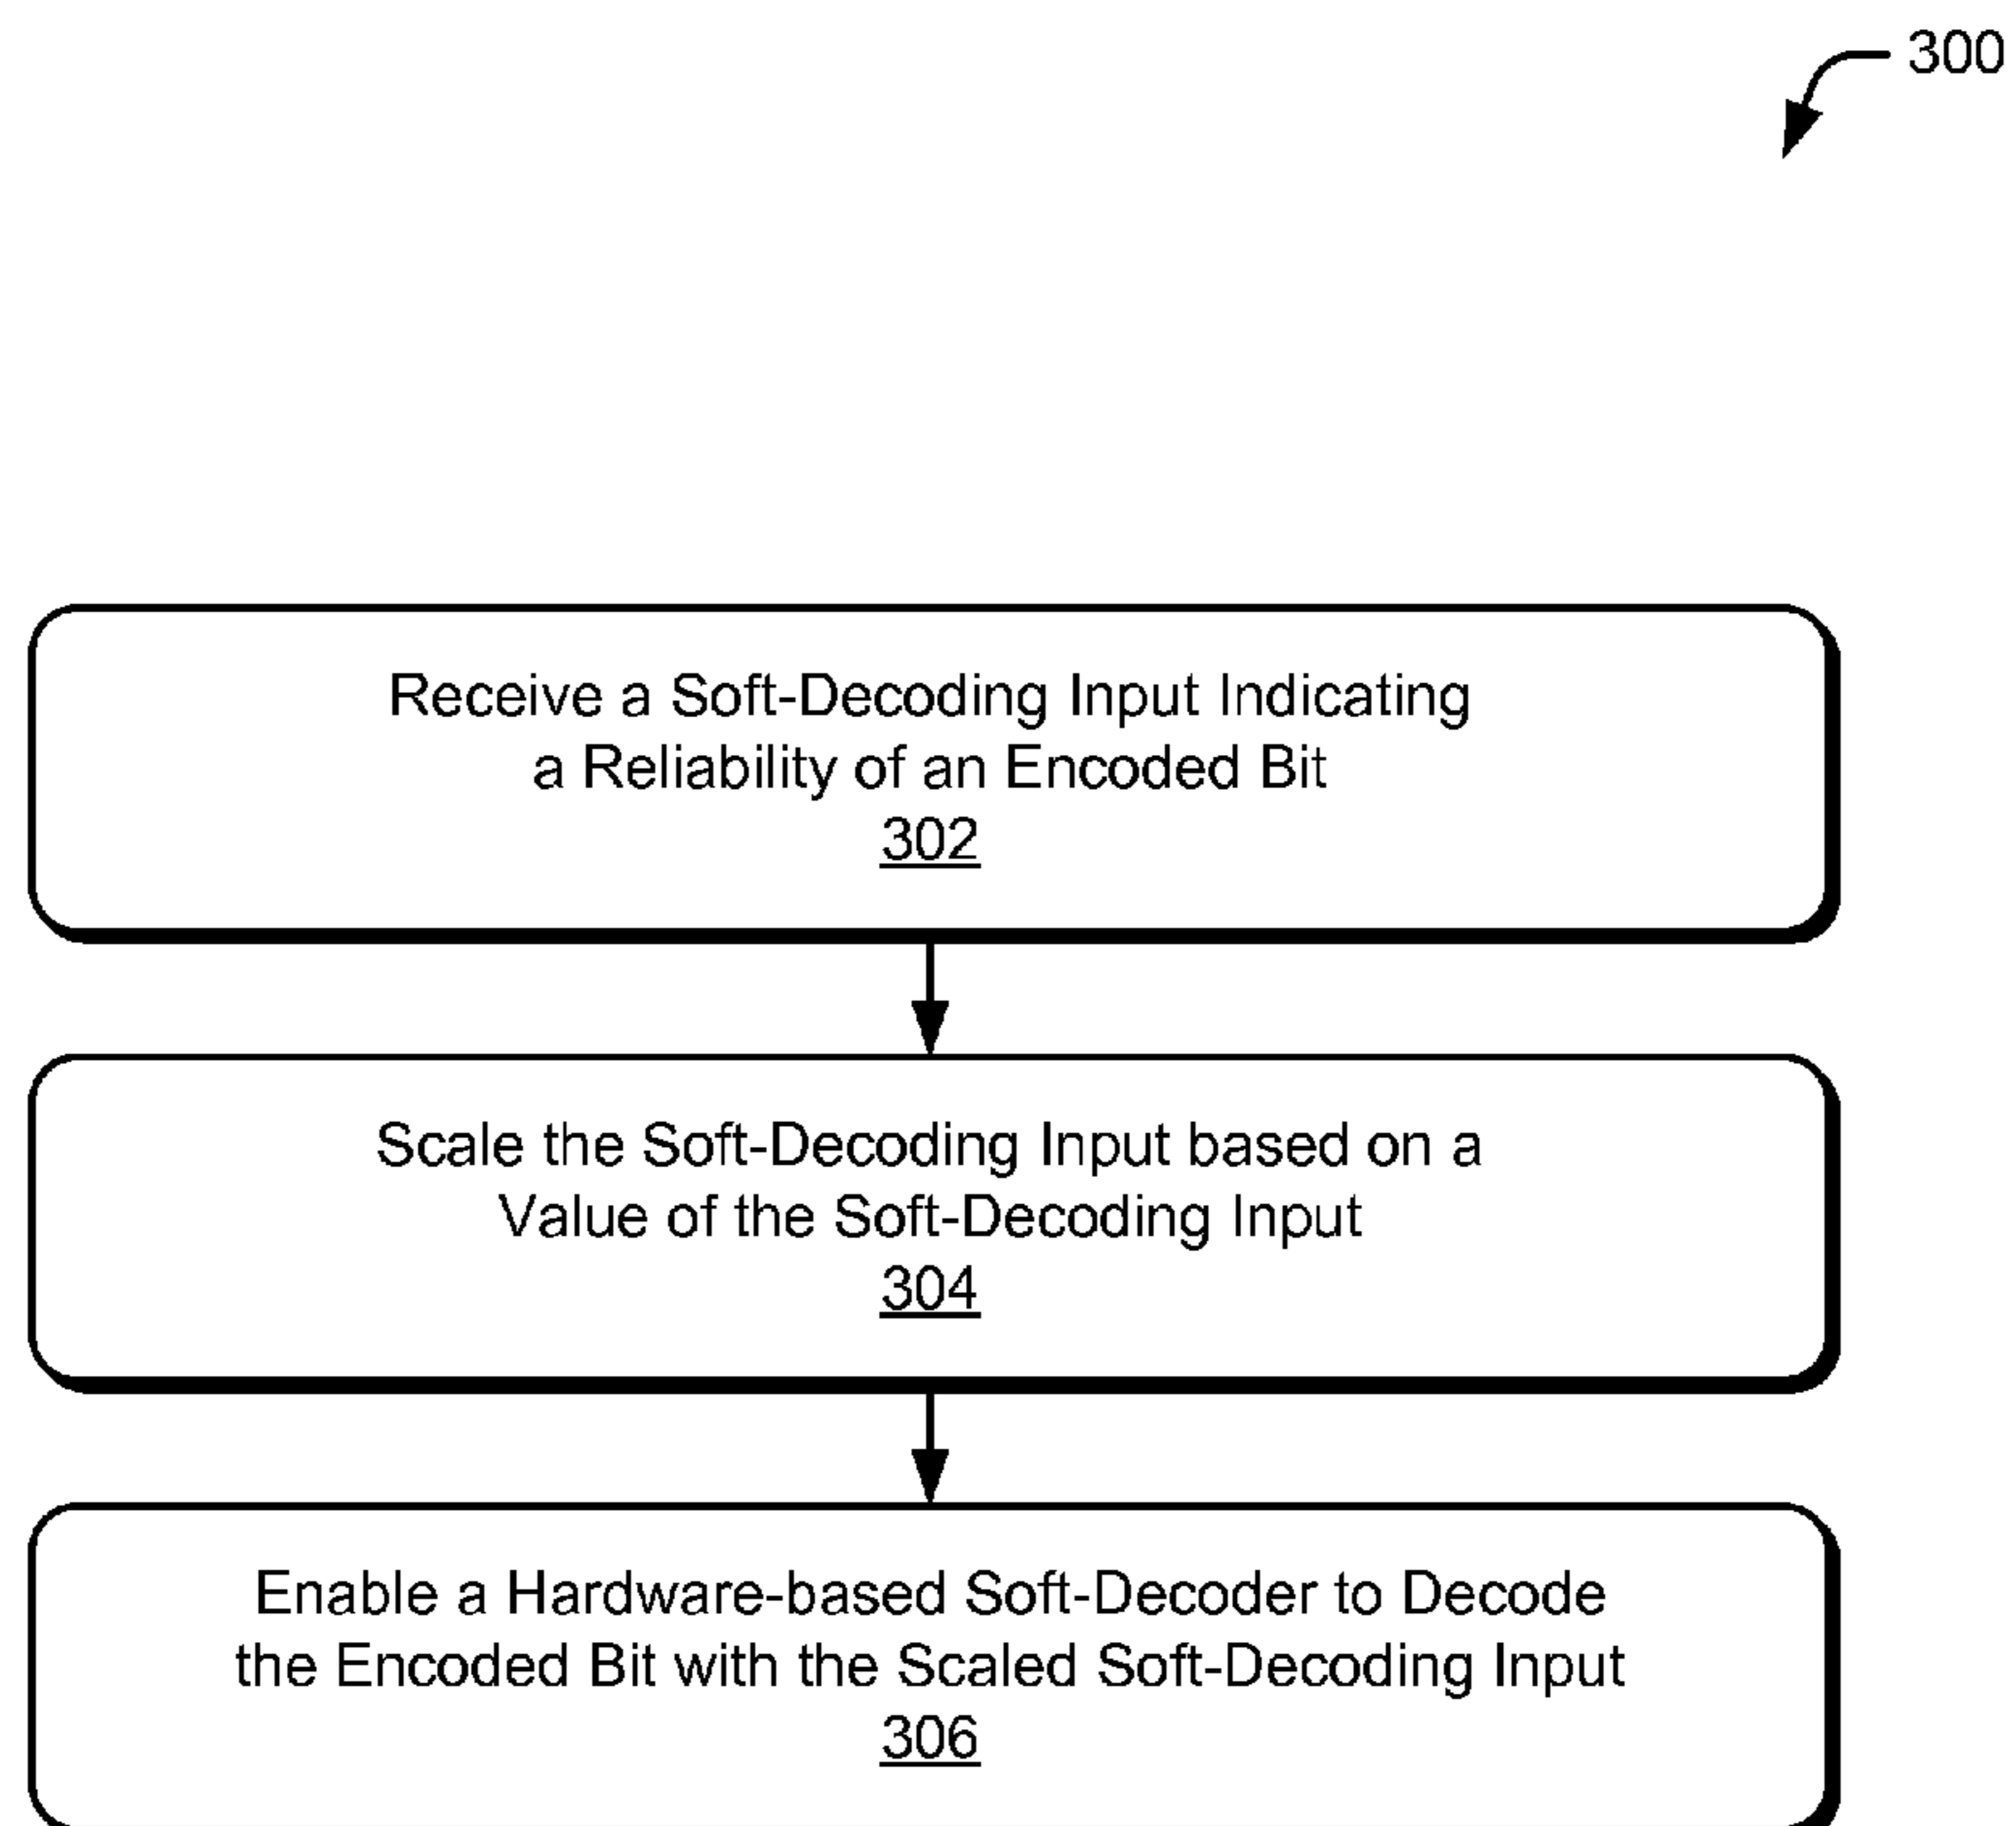 300
Receive a Soft-Decoding Input Indicating
a Reliability of an Encoded Bit
302
Scale the Soft-Decoding Input based on a
Value of the Soft-Decoding Input
304
Enable a Hardware-based Soft-Decoder to Decode
the Encoded Bit with the Scaled Soft-Decoding Input
306